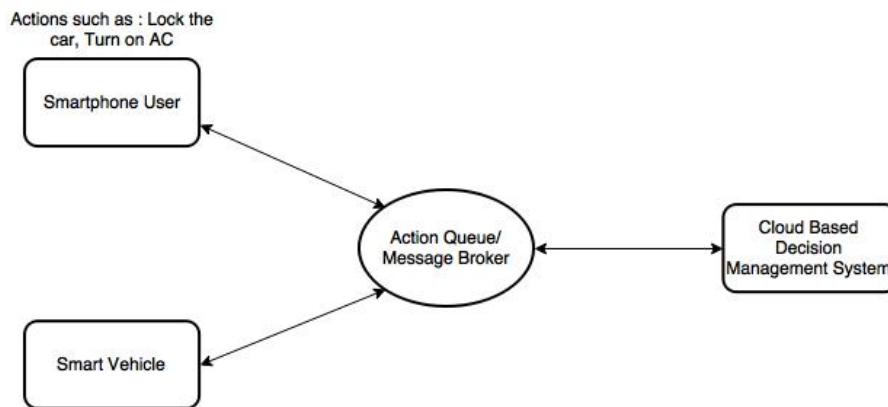 Actions such as : Lock the
car, Turn on AC
Smartphone User
Action Queue/
Message Broker
Cloud Based
Decision
Management System
Smart Vehicle